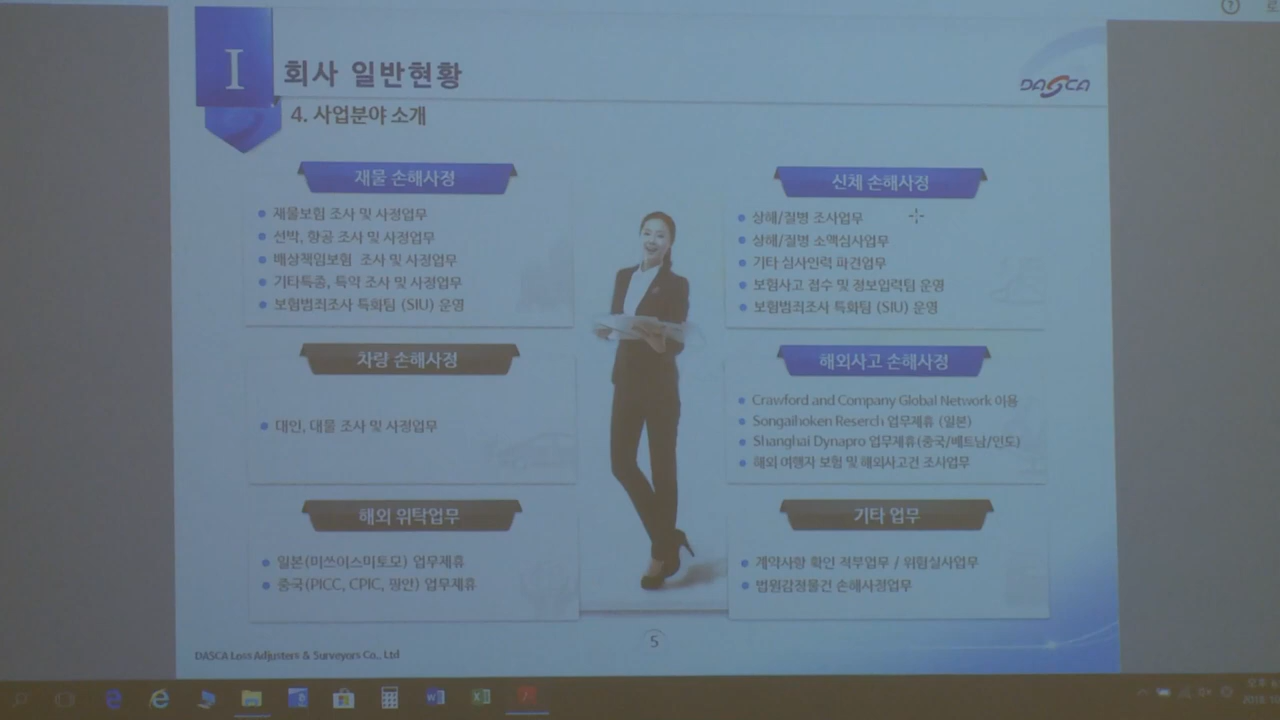 I
회사 일반현황
DASCA
4. 사업분야 소개
재물 손해사정
재물보험 조사 및 사정업무
선박, 항공 조사 및 사정업무
배상책임보험 조사 및 사정업무
기타특종, 특약 조사 및 사정업무
보험범죄조사 특화팀 (SIU) 운영
신체 손해사정
상해/질병 조사업무
상해/질병 소액심사업무
기타 심사인력 파견업무
보험사고 접수 및 정보입력팀 운영
보험범죄조사 특화팀 (SIU) 운영
차량 손해사정
대인, 대물 조사 및 사정업무
해외사고 손해사정
Crawford and Company Global Network 이용
Songaihoken Reserch 업무제휴 (일본)
Shanghai Dynapro 업무제휴(중국/베트남/인도)
해외 여행자 보험 및 해외사고건 조사업무
해외 위탁업무
일본(미쓰이스미토모) 업무제휴
중국(PICC, CPIC, 핑안) 업무제휴
기타 업무
계약사항 확인 적부업무 / 위험실사업무
법원감정물건 손해사정업무
5
DASCA Loss Adjusters & Surveyors Co., Ltd
오후